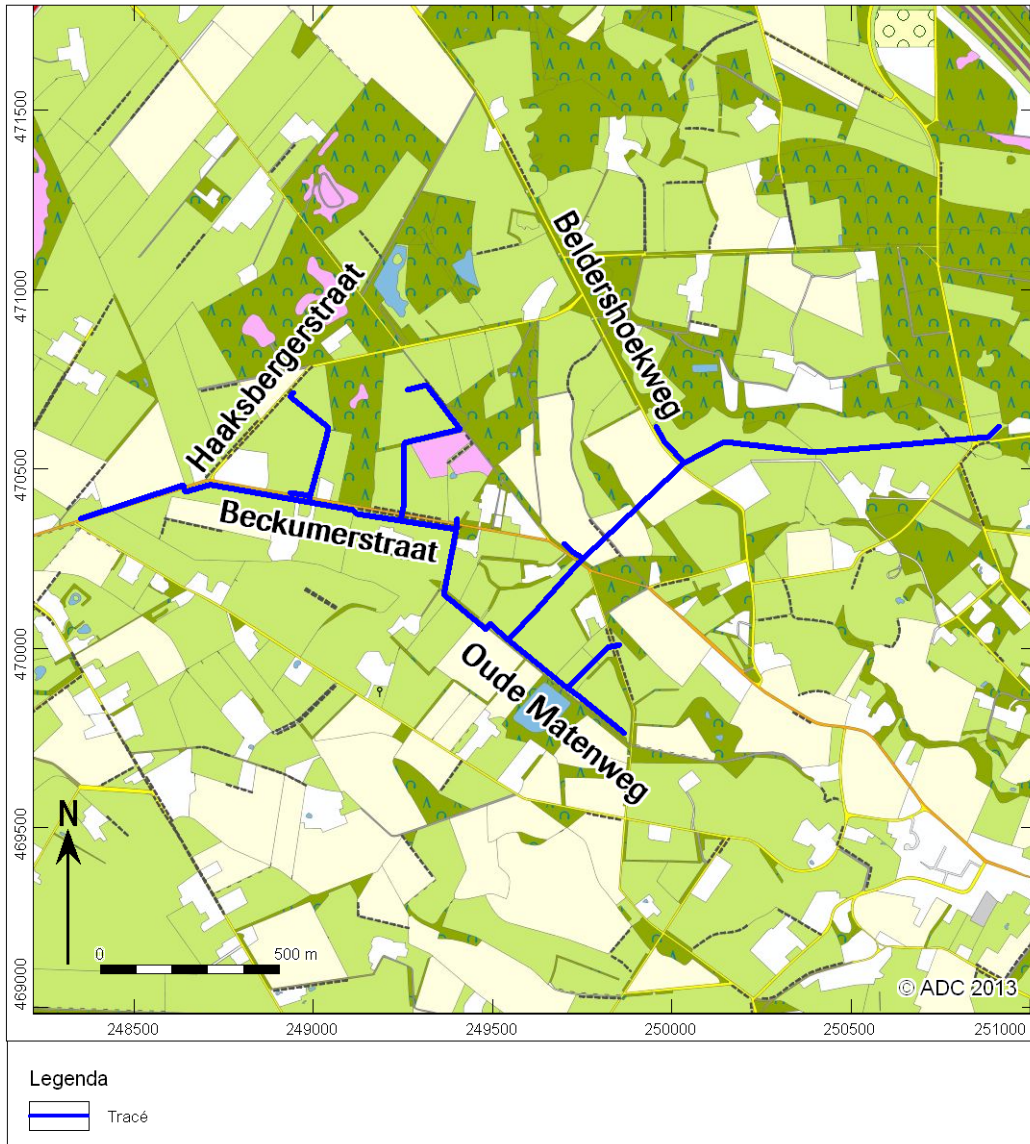 471500
471000
470500
470000
469500
469000
Haaksbergerstraat
Beldershoekweg
Beckumerstraat
Oude Matenweg
N
0 500 m
© ADC 2013
248500 249000 249500 250000 250500 251000
Legenda
Tracé